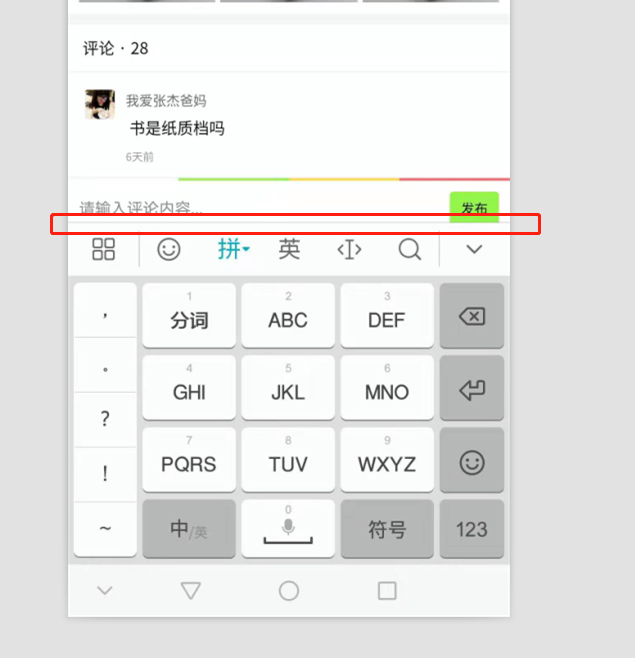 评论 · 28
我爱张杰爸妈
书是纸质档吗
6天前
请输入评论内容...
发布
拼 英
，
1
分词
2
ABC
3
DEF
。
4
GHI
5
JKL
6
MNO
?
7
PQRS
8
TUV
9
WXYZ
!
~
中/英
0
符号
123